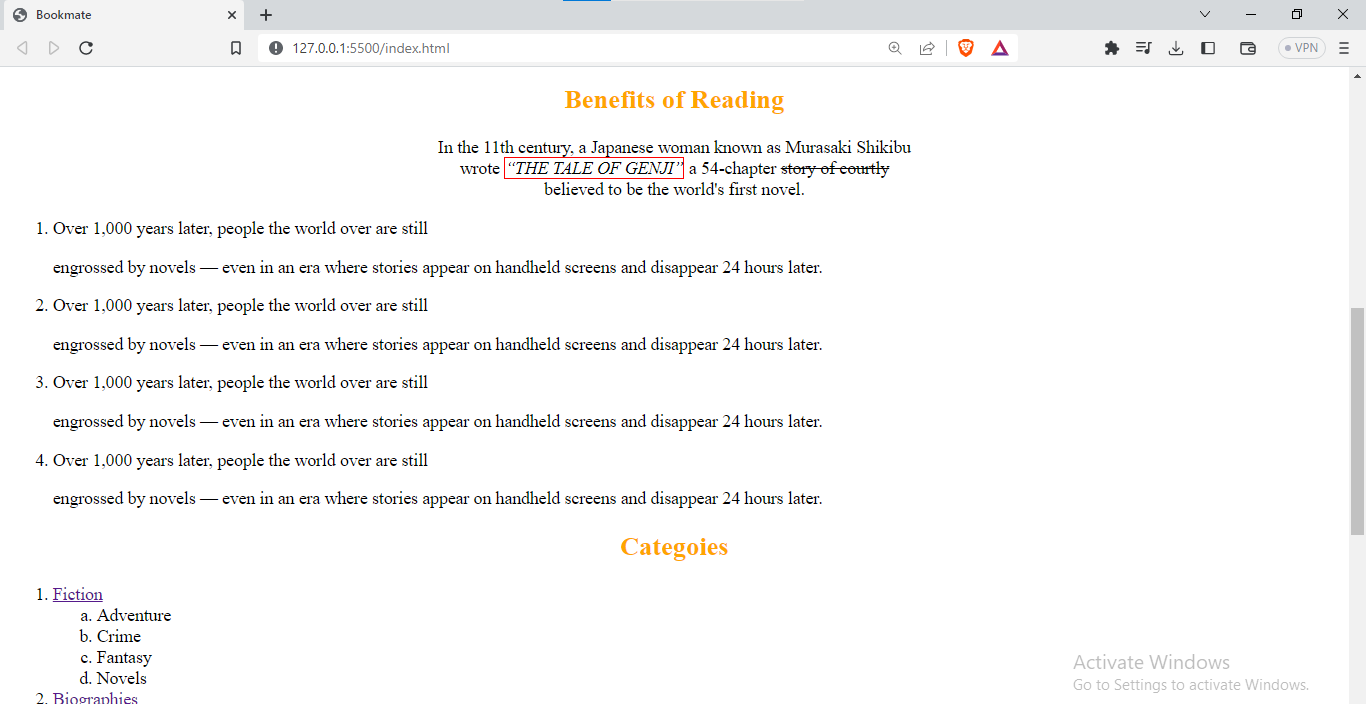 Bookmate
127.0.0.1:5500/index.html
VPN
Benefits of Reading
In the 11th century, a Japanese woman known as Murasaki Shikibu
wrote “THE TALE OF GENJI” a 54-chapter story of courtly
believed to be the world's first novel.
1. Over 1,000 years later, people the world over are still
engrossed by novels — even in an era where stories appear on handheld screens and disappear 24 hours later.
2. Over 1,000 years later, people the world over are still
engrossed by novels — even in an era where stories appear on handheld screens and disappear 24 hours later.
3. Over 1,000 years later, people the world over are still
engrossed by novels — even in an era where stories appear on handheld screens and disappear 24 hours later.
4. Over 1,000 years later, people the world over are still
engrossed by novels — even in an era where stories appear on handheld screens and disappear 24 hours later.
Categoies
1. Fiction
a. Adventure
b. Crime
c. Fantasy
d. Novels
2. Biographies
Activate Windows
Go to Settings to activate Windows.